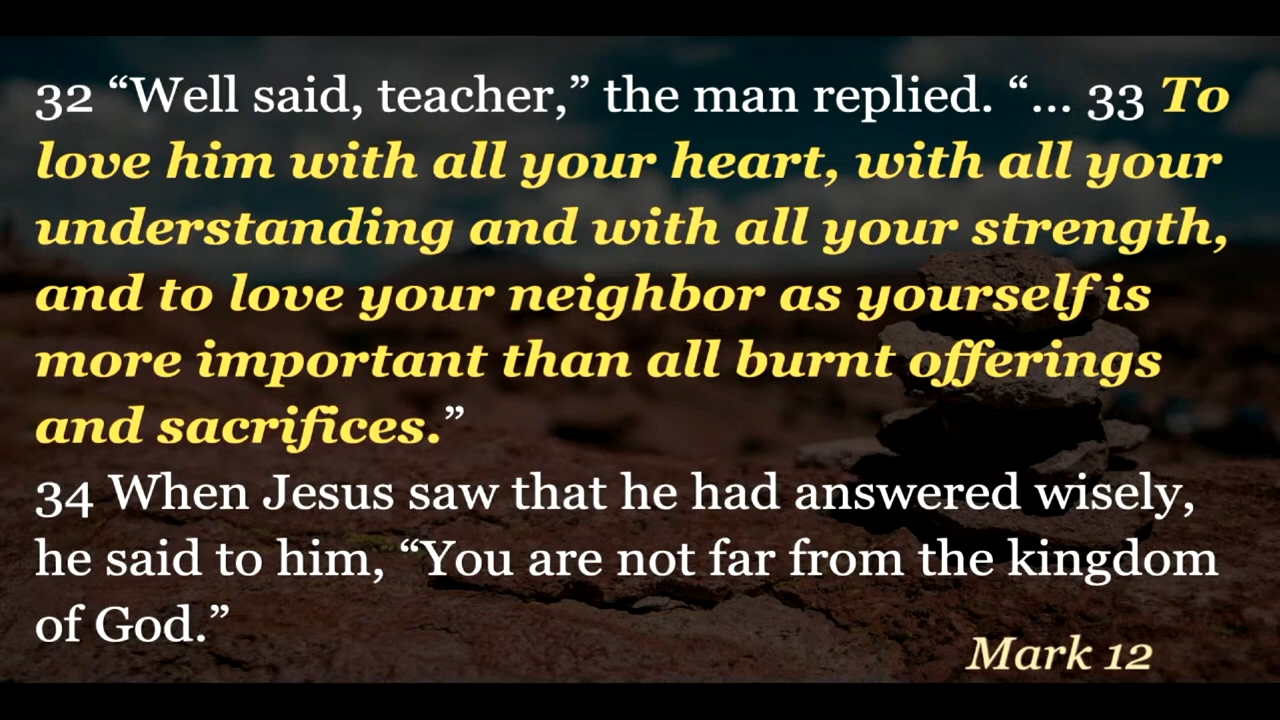 32 “Well said, teacher,” the man replied. “... 33 To
love him with all your heart, with all your
understanding and with all your strength,
and to love your neighbor as yourself is
more important than all burnt offerings
and sacrifices.”
34 When Jesus saw that he had answered wisely,
he said to him, “You are not far from the kingdom
of God.”
Mark 12